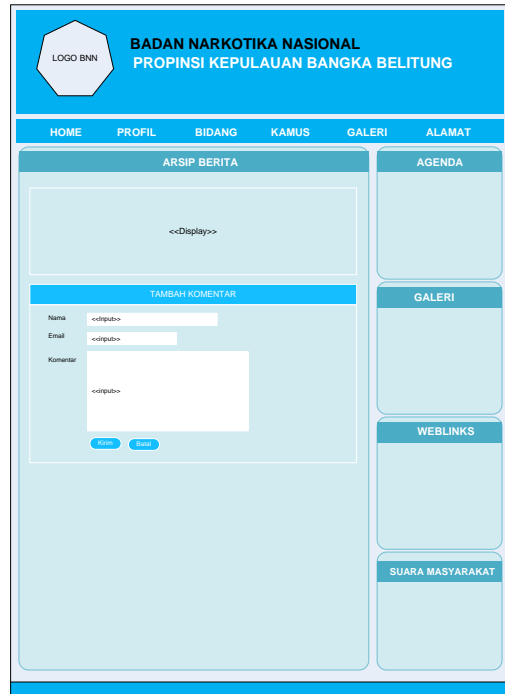 LOGO BNN
BADAN NARKOTIKA NASIONAL
PROPINSI KEPULAUAN BANGKA BELITUNG
HOME PROFIL BIDANG KAMUS GALERI ALAMAT
ARSIP BERITA
<<Display>>
TAMBAH KOMENTAR
Nama <<Input>>
Email <<input>>
Komentar
<<input>>
Kirim Batal
AGENDA
GALERI
WEBLINKS
SUARA MASYARAKAT